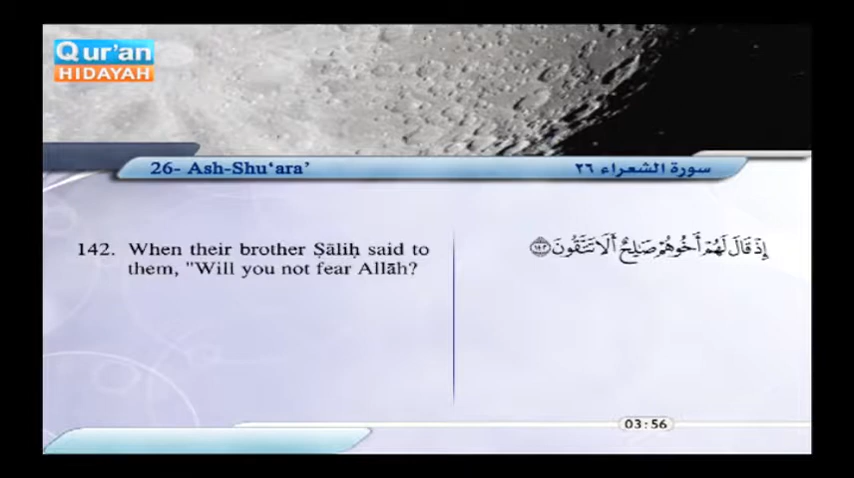 Qur'an
HIDAYAH
26- Ash-Shu‘ara’
سورة الشعراء ٢٦
142. When their brother Ṣāliḥ said to
them, "Will you not fear Allāh?
إِذْ قَالَ لَهُمْ أَخُوهُمْ صَٰلِحٌ أَلَا تَتَّقُونَ ١٤٢
03:56